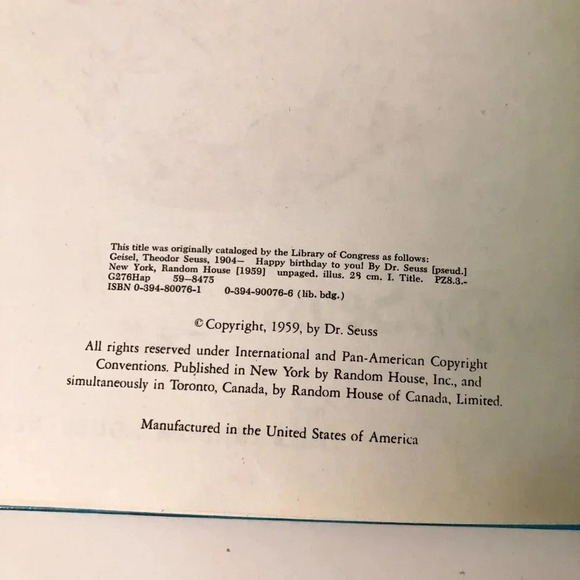 This title was originally cataloged by the Library of Congress as follows:
Geisel, Theodor Seuss, 1904– Happy birthday to you! By Dr. Seuss [pseud.]
New York, Random House [1959] unpaged. illus. 28 cm. I. Title. PZ8.3.-
G276Hap 59–8475
ISBN 0-394-80076-1 0-394-90076-6 (lib. bdg.)
© Copyright, 1959, by Dr. Seuss
All rights reserved under International and Pan-American Copyright
Conventions. Published in New York by Random House, Inc., and
simultaneously in Toronto, Canada, by Random House of Canada, Limited.
Manufactured in the United States of America